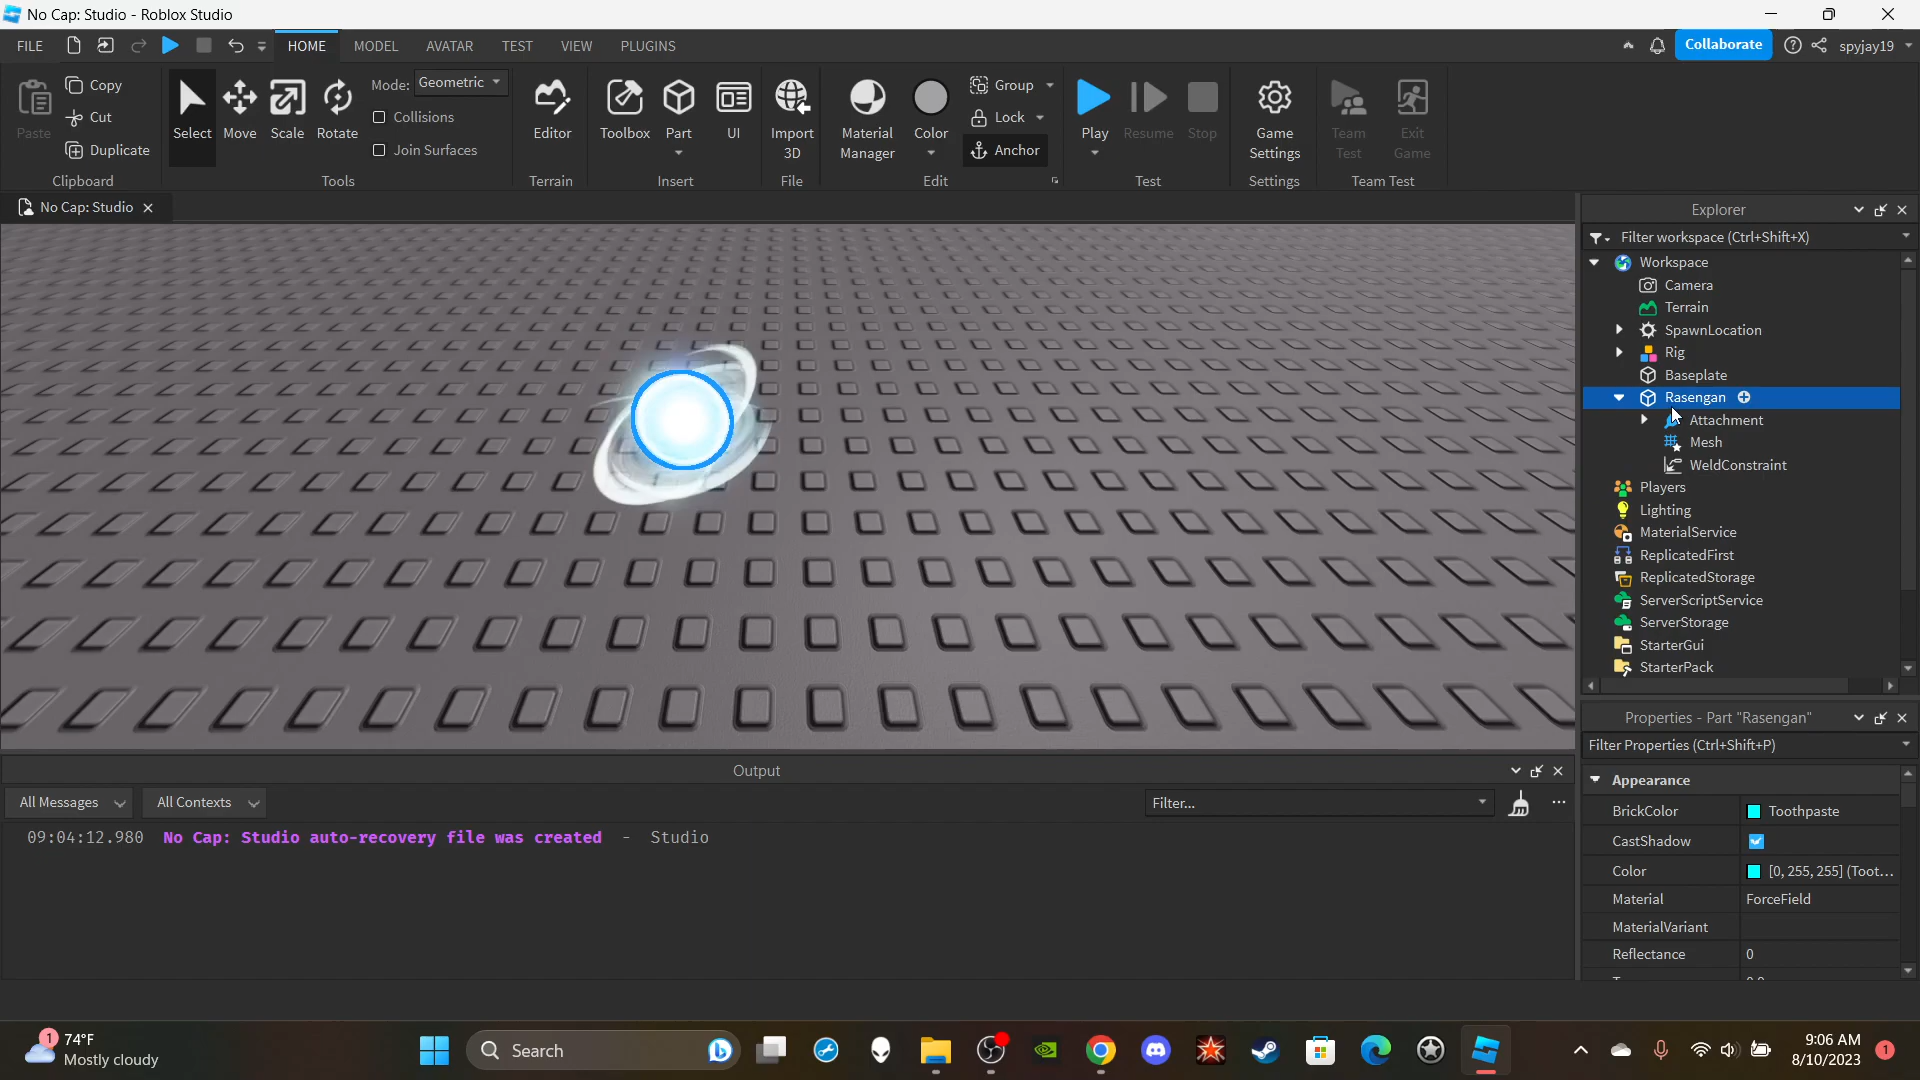 No Cap: Studio - Roblox Studio
FILE HOME MODEL AVATAR TEST VIEW PLUGINS Collaborate spyjay19
Paste Copy Cut Duplicate Clipboard
Select Move Scale Rotate Mode: Geometric Collisions Join Surfaces Tools
Editor Terrain
Toolbox Part UI Insert
Import 3D File
Material Manager Color Group Lock Anchor Edit
Play Resume Stop Test
Game Settings Settings
Team Test Exit Game Team Test
No Cap: Studio
Explorer
Filter workspace (Ctrl+Shift+X)
Workspace
Camera
Terrain
SpawnLocation
Rig
Baseplate
Rasengan
Attachment
Mesh
WeldConstraint
Players
Lighting
MaterialService
ReplicatedFirst
ReplicatedStorage
ServerScriptService
ServerStorage
StarterGui
StarterPack
Properties - Part "Rasengan"
Filter Properties (Ctrl+Shift+P)
Appearance
BrickColor Toothpaste
CastShadow
Color [0, 255, 255] (Toot...
Material ForceField
MaterialVariant
Reflectance 0
Output
All Messages All Contexts Filter...
09:04:12.980 No Cap: Studio auto-recovery file was created - Studio
1 74°F
Mostly cloudy
Search
9:06 AM
8/10/2023 1